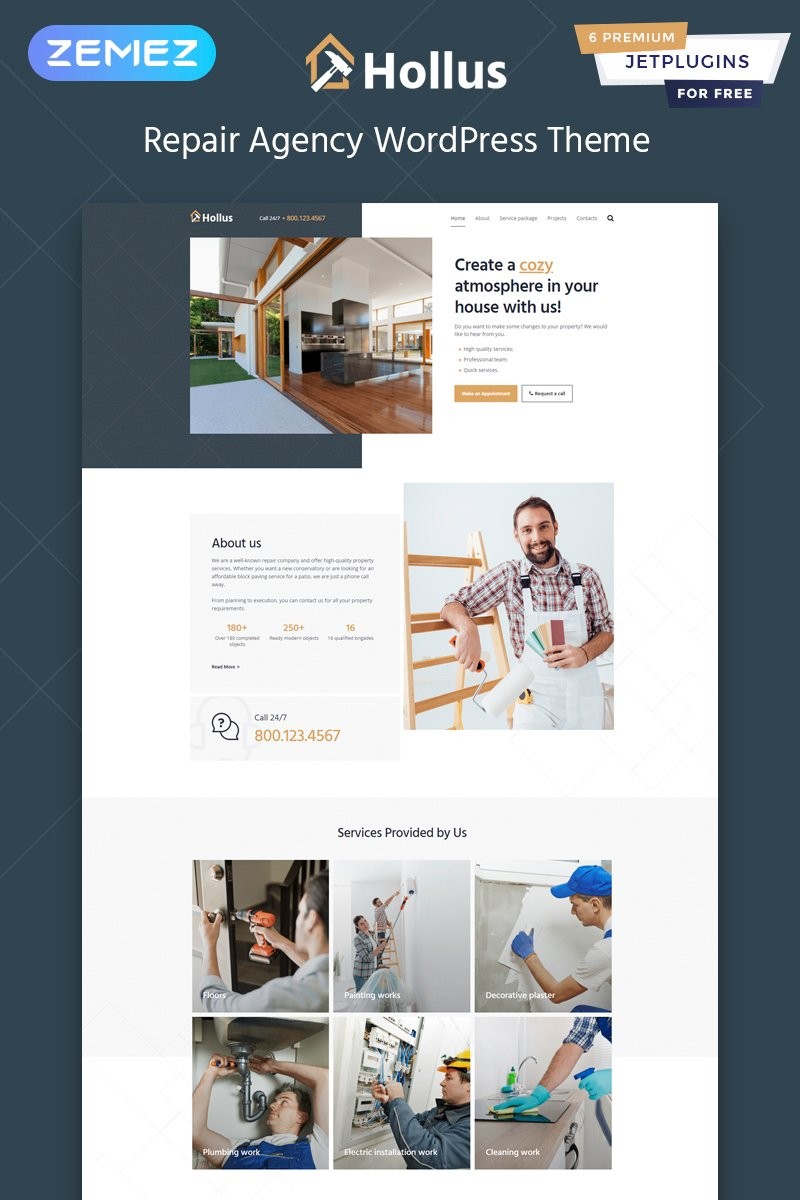 ZEMEZ
Hollus
6 PREMIUM
JETPLUGINS
FOR FREE
Repair Agency WordPress Theme
Hollus
Call 24/7 • 800.123.4567
Home
About
Service package
Projects
Contacts
Create a cozy
atmosphere in your
house with us!
Do you want to make some changes to your property? We would
like to hear from you.
High quality services;
Professional team;
Quick services.
Make an Appointment
Request a call
About us
We are a well-known repair company and offer high-quality property
services. Whether you want a new conservatory or are looking for an
affordable block paving service for a patio, we are just a phone call
away.
From planning to execution, you can contact us for all your property
requirements.
180+
250+
16
Over 180 completed
objects
Ready modern objects
16 qualified brigades
Read More >
Call 24/7
800.123.4567
Services Provided by Us
Floors
Painting works
Decorative plaster
Plumbing work
Electric installation work
Cleaning work